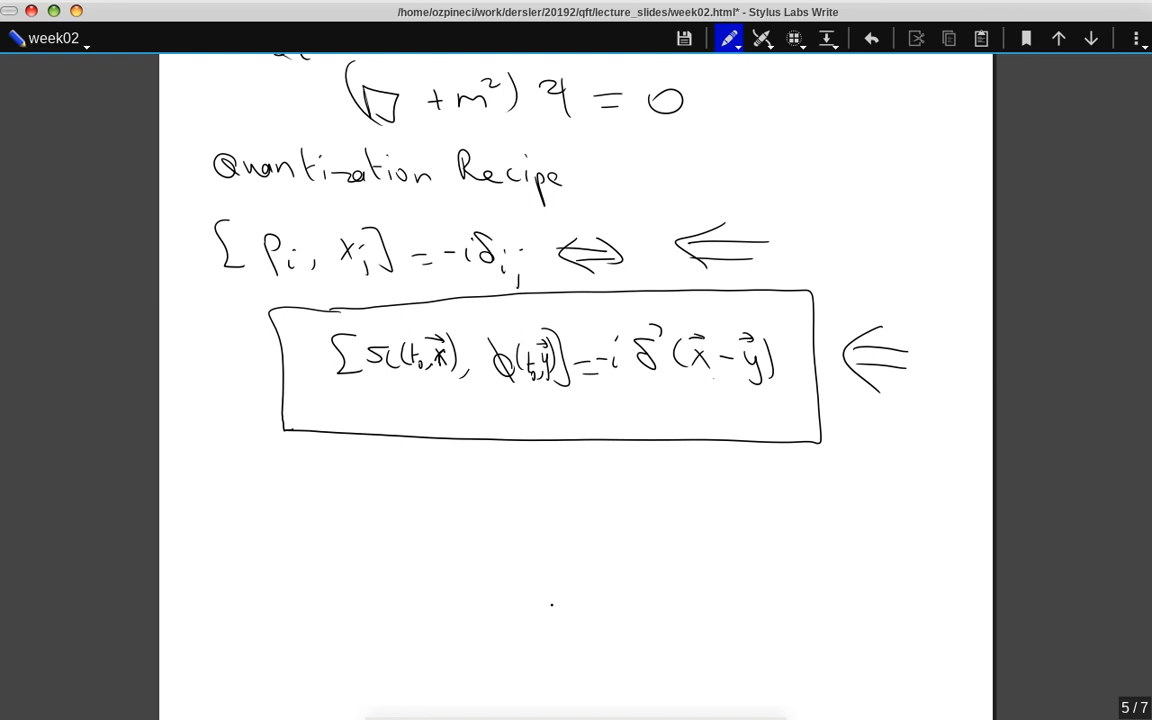 /home/ozpineci/work/dersler/20192/qft/lecture_slides/week02.html* - Stylus Labs Write
week02
(□ + m²) φ = 0
Quantization Recipe
[ pᵢ, xⱼ] = -iδᵢⱼ ⇔ ⇐
[π(t₀, x⃗), ϕ(t₀, y⃗)] = -i δ³(x⃗ - y⃗) ⇐
5 / 7